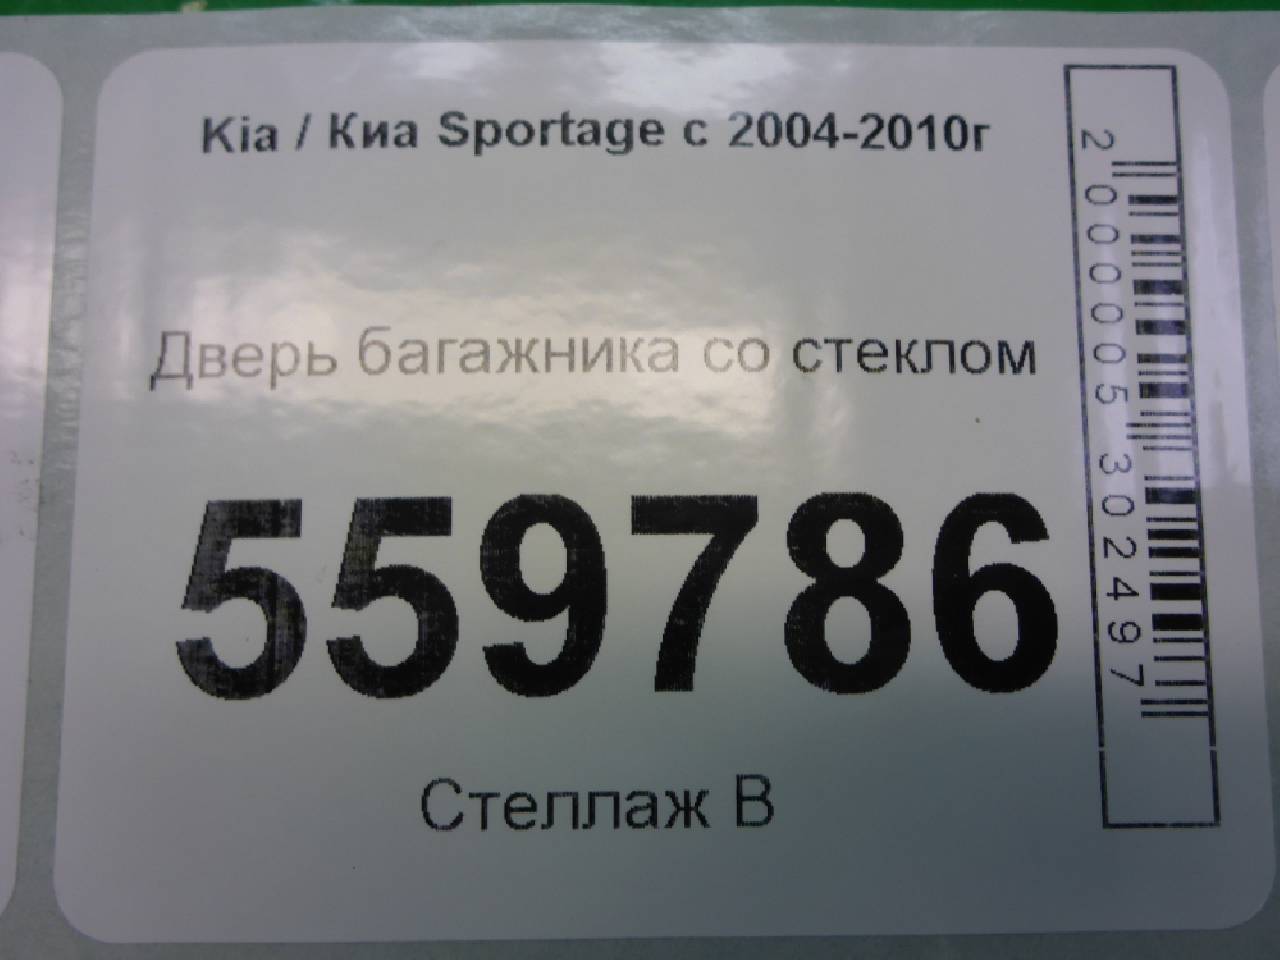 Kia / Киа Sportage с 2004-2010г
Дверь багажника со стеклом
559786
Стеллаж В
2000005302497